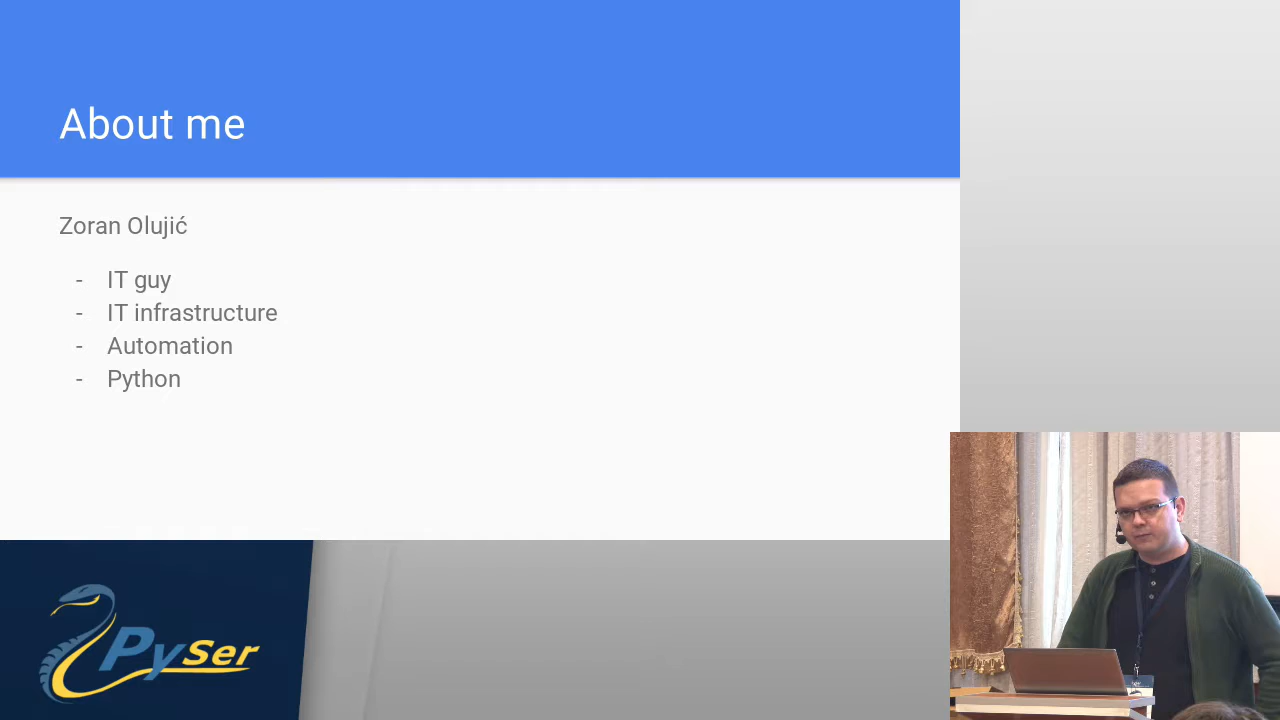 About me
Zoran Olujić
- IT guy
- IT infrastructure
- Automation
- Python
PySer